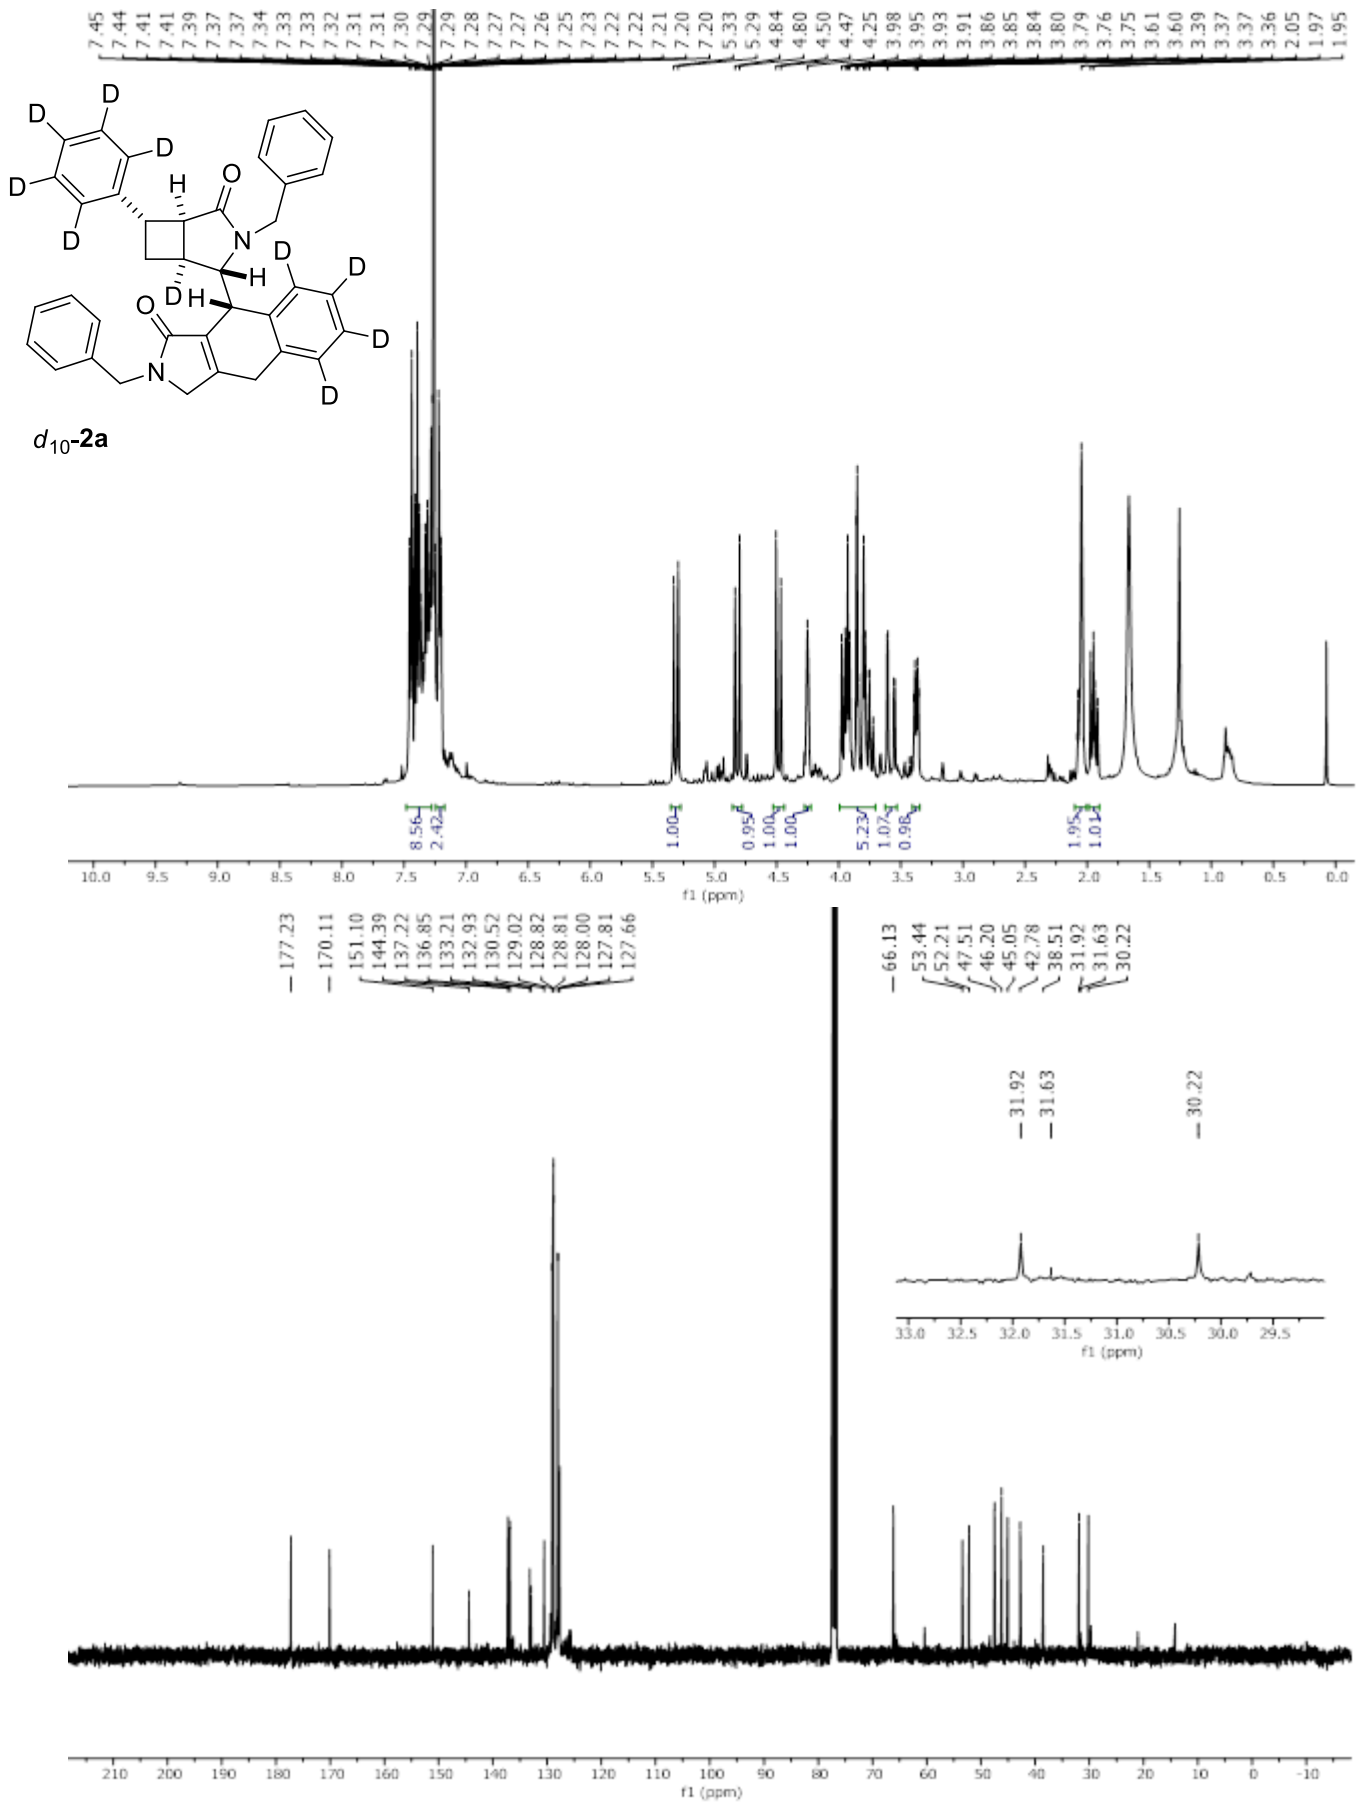 7.45 7.44 7.41 7.41 7.39 7.37 7.37 7.34 7.33 7.33 7.32 7.31 7.31 7.30 7.29 7.29 7.28 7.27 7.27 7.26 7.25 7.23 7.22 7.22 7.21 7.20 7.20 5.33 5.29 4.84 4.80 4.50 4.47 4.25 3.98 3.95 3.93 3.91 3.86 3.85 3.84 3.80 3.79 3.76 3.75 3.61 3.60 3.39 3.37 3.37 3.36 2.05 1.97 1.95
D
D
D
D
H
O
D
D
N
D
D
H
D
H
O
D
N
D
d10-2a
8.56 2.42 1.00 0.95 1.00 1.00 5.23 1.07 0.98 1.95 1.01
10.0 9.5 9.0 8.5 8.0 7.5 7.0 6.5 6.0 5.5 5.0 4.5 4.0 3.5 3.0 2.5 2.0 1.5 1.0 0.5 0.0
f1 (ppm)
177.23 170.11 151.10 144.39 137.22 136.85 133.21 132.93 130.52 129.02 128.82 128.81 128.00 127.81 127.66 66.13 53.44 52.21 47.51 46.20 45.05 42.78 38.51 31.92 31.63 30.22
31.92 31.63 30.22
33.0 32.5 32.0 31.5 31.0 30.5 30.0 29.5
f1 (ppm)
210 200 190 180 170 160 150 140 130 120 110 100 90 80 70 60 50 40 30 20 10 0 -10
f1 (ppm)